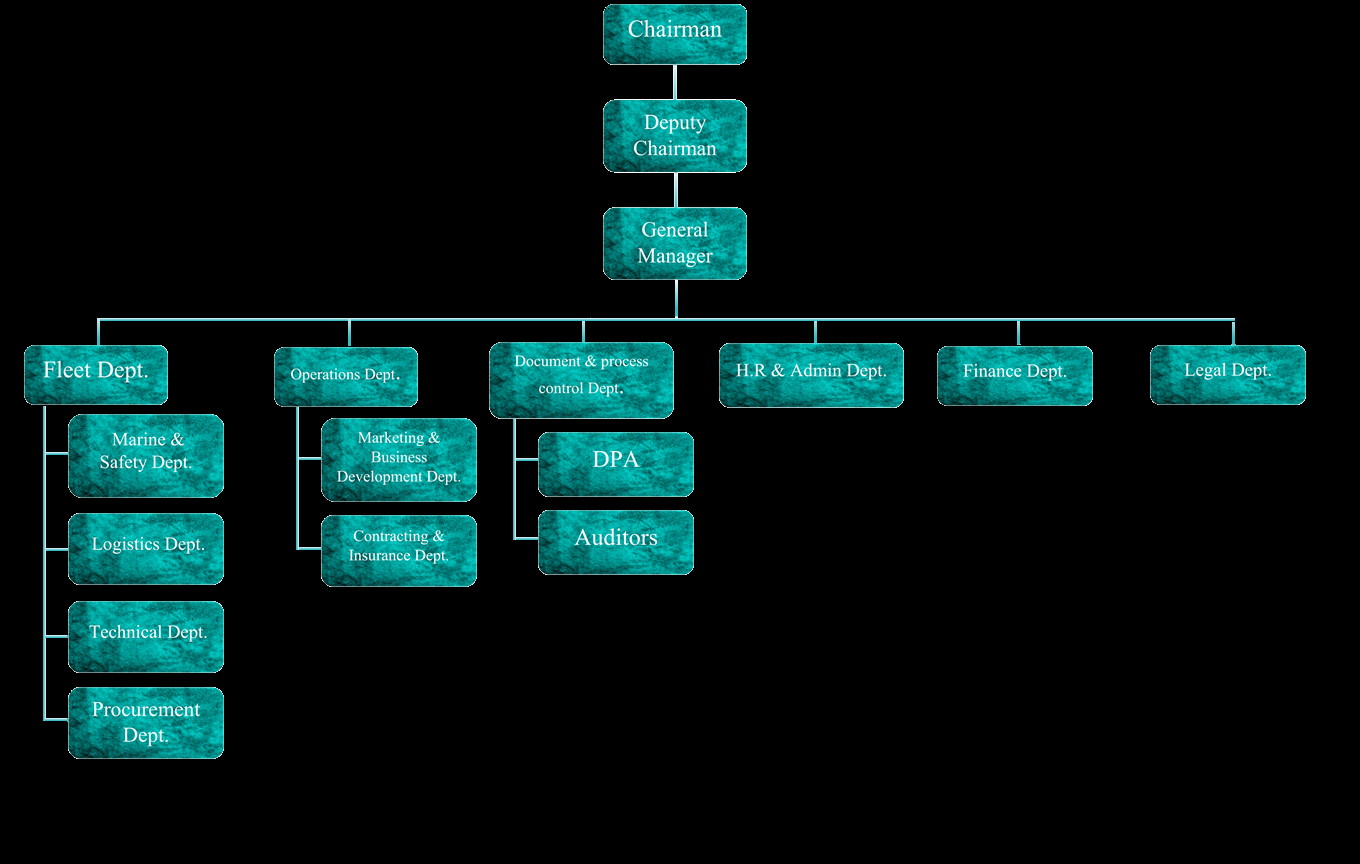 Chairman
Deputy
Chairman
General
Manager
Fleet Dept.
Operations Dept.
Document & process
control Dept.
H.R & Admin Dept.
Finance Dept.
Legal Dept.
Marine &
Safety Dept.
Logistics Dept.
Technical Dept.
Procurement
Dept.
Marketing &
Business
Development Dept.
Contracting &
Insurance Dept.
DPA
Auditors